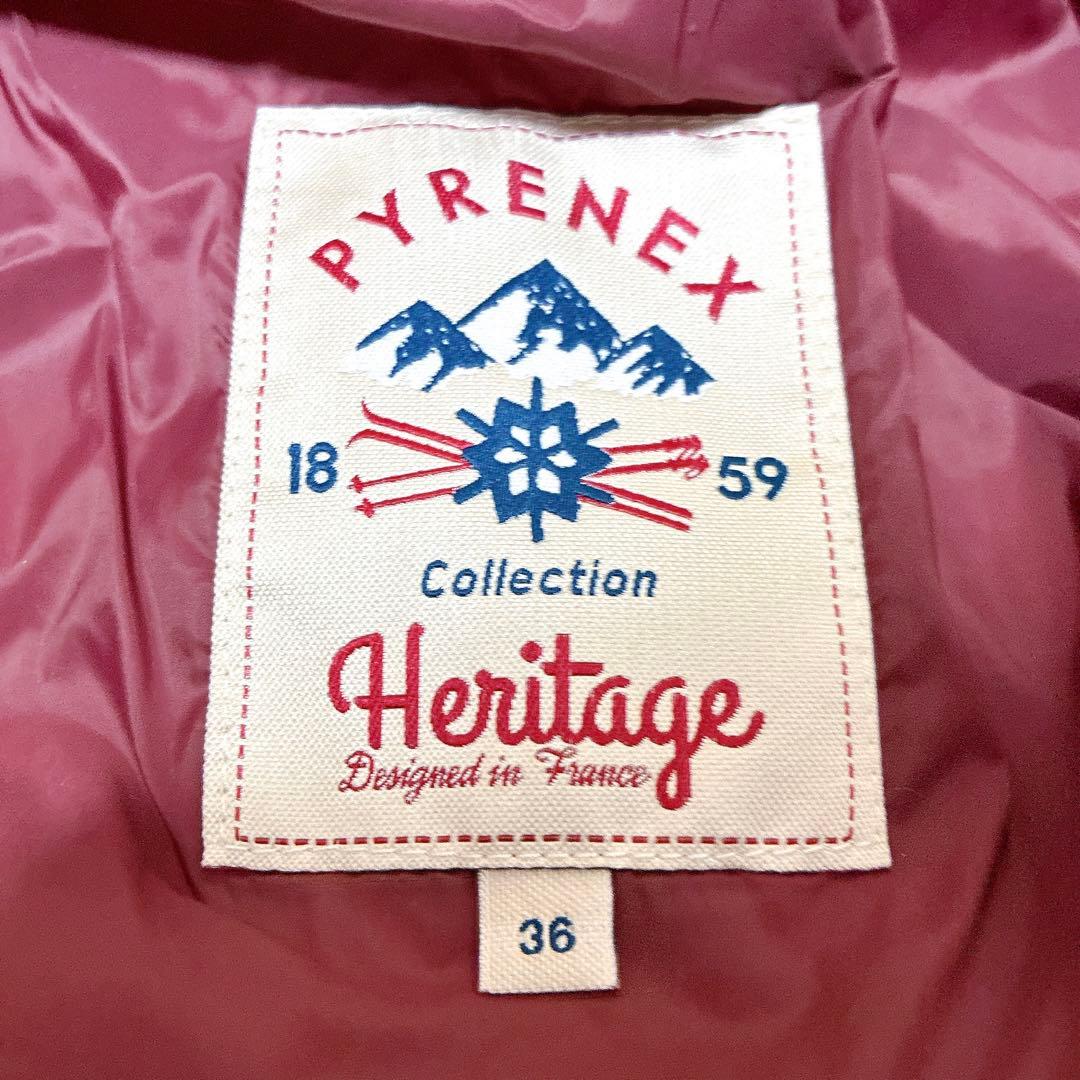 PYRENEX
18 59
Collection
Heritage
Designed in France
36